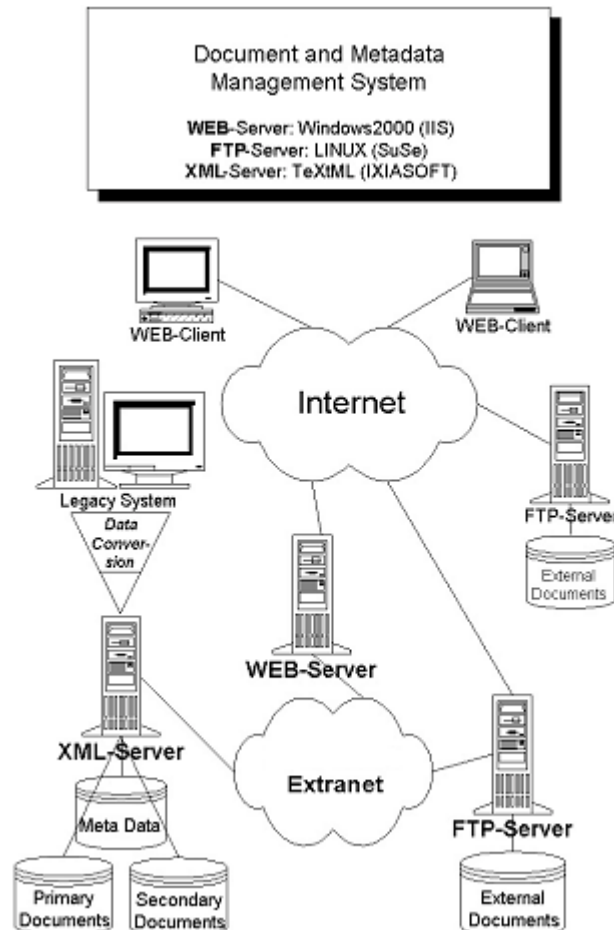 Document and Metadata
Management System
WEB-Server: Windows2000 (IIS)
FTP-Server: LINUX (SuSe)
XML-Server: TeXtML (IXIASOFT)
WEB-Client
WEB-Client
Internet
Legacy System
FTP-Server
Data
Conver-
sion
External
Documents
WEB-Server
XML-Server
Extranet
FTP-Server
Meta Data
Primary
Documents
Secondary
Documents
External
Documents